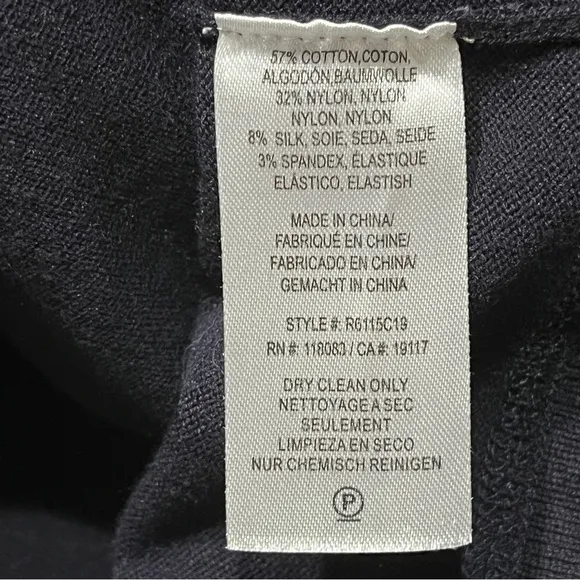 57% COTTON,COTON,
ALGODÓN,BAUMWOLLE
32% NYLON, NYLON
NYLON, NYLON
8% SILK, SOIE, SEDA, SEIDE
3% SPANDEX, ÉLASTIQUE
ELÁSTICO, ELASTISH
MADE IN CHINA/
FABRIQUÉ EN CHINE/
FABRICADO EN CHINA/
GEMACHT IN CHINA
STYLE #: R6115C19
RN #: 118083 / CA #: 19117
DRY CLEAN ONLY
NETTOYAGE A SEC
SEULEMENT
LIMPIEZA EN SECO
NUR CHEMISCH REINIGEN
P